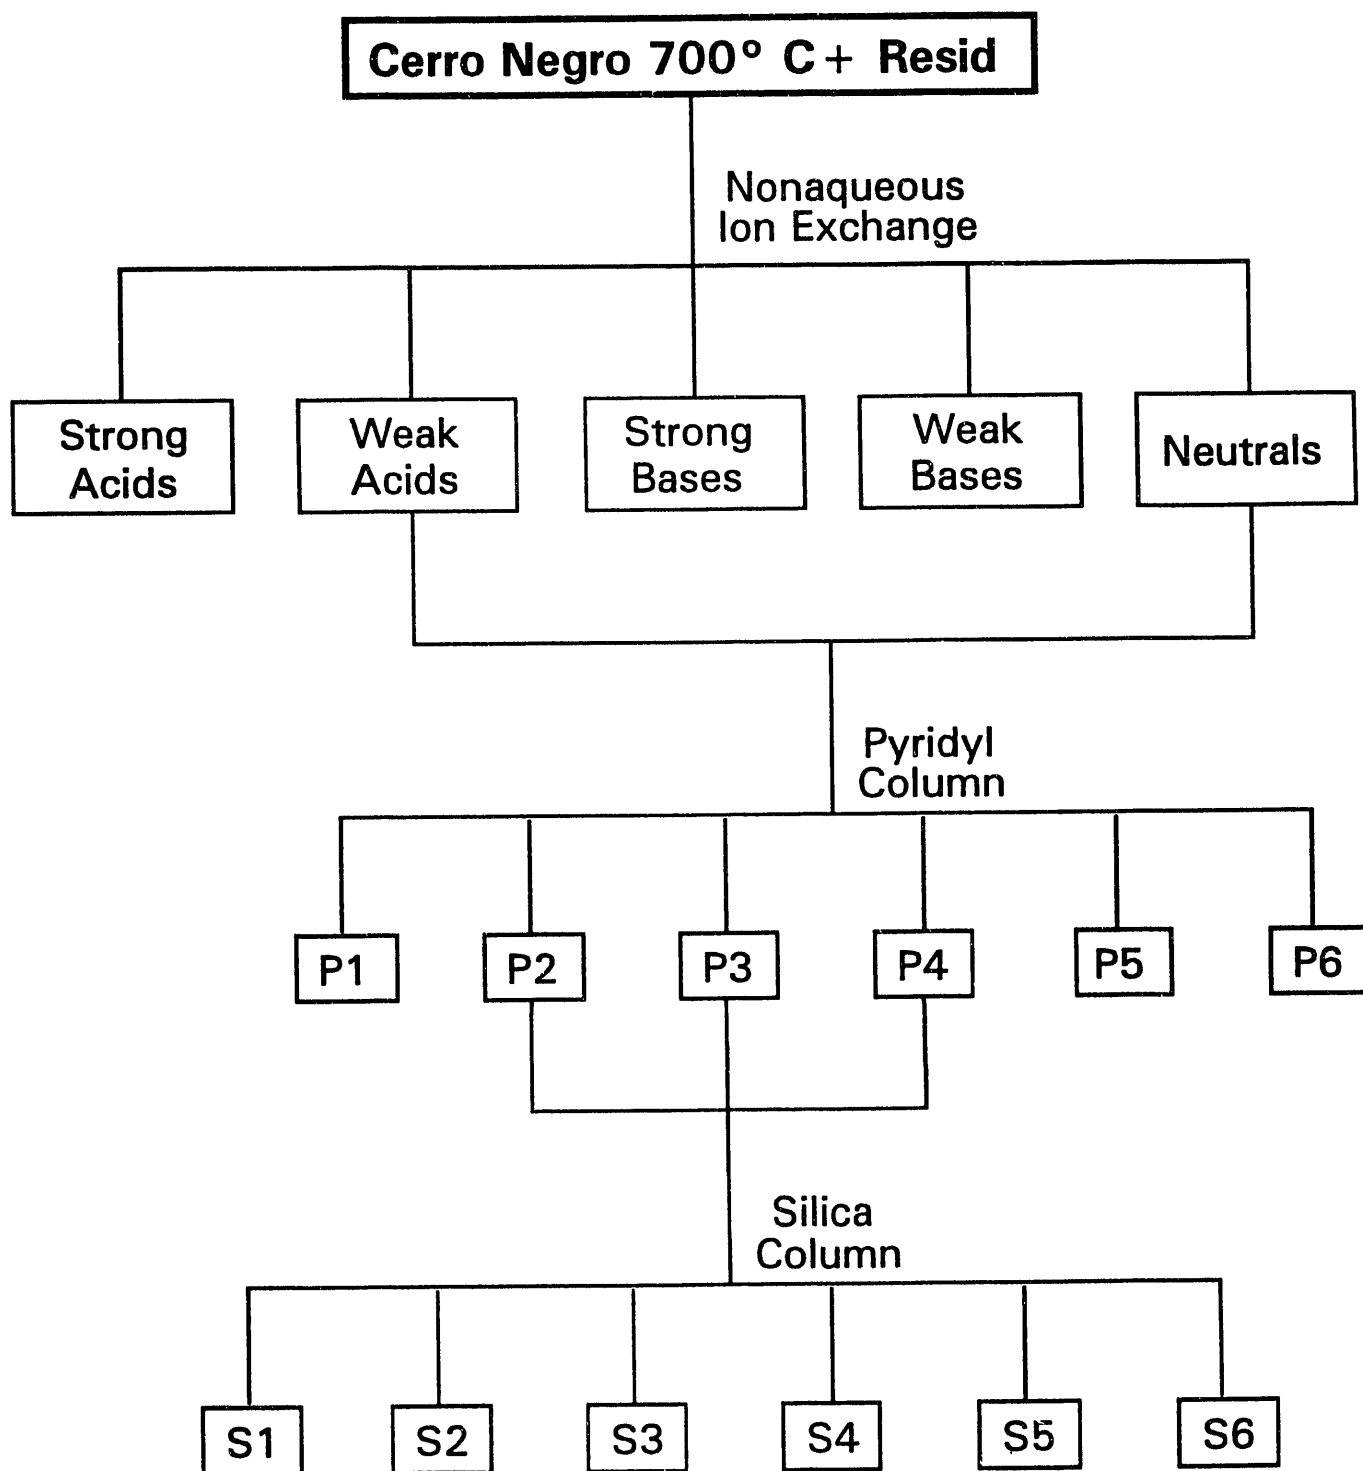 Cerro Negro 700° C+ Resid
Nonaqueous
Ion Exchange
Strong
Acids
Weak
Acids
Strong
Bases
Weak
Bases
Neutrals
Pyridyl
Column
P1
P2
P3
P4
P5
P6
Silica
Column
S1
S2
S3
S4
S5
S6